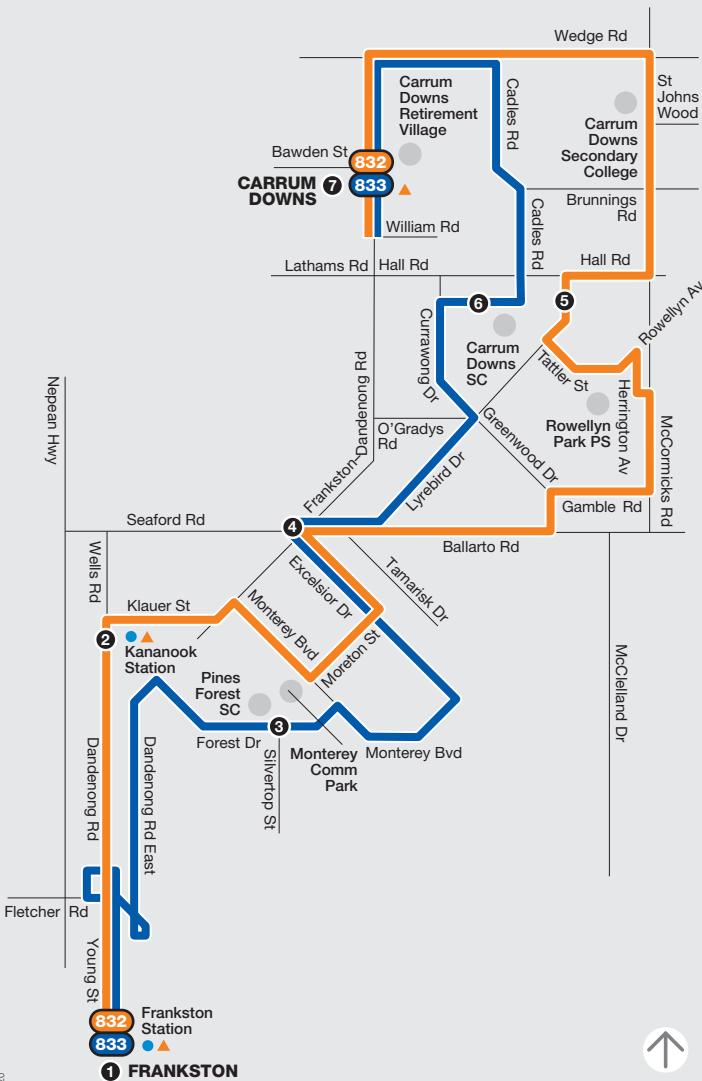 Wedge Rd
St
Johns
Wood
Carrum
Downs
Retirement
Village
Cadles Rd
Carrum
Downs
Secondary
College
Bawden St
832
833
CARRUM
DOWNS
7
Brunnings
Rd
William Rd
Cadles Rd
Lathams Rd
Hall Rd
Hall Rd
6
5
Rowellyn Av
Currawong Dr
Carrum
Downs
SC
Tattler St
Herrington Av
Rowellyn
Park PS
McCormicks Rd
Nepean Hwy
Frankston–Dandenong Rd
O'Gradys
Rd
Greenwood Dr
Lyrebird Dr
Gamble Rd
Seaford Rd
4
Ballarto Rd
Wells Rd
Excelsior Dr
Tamarisk Dr
Klauer St
Monterey Bvd
Moreton St
2
Kananook
Station
McClelland Dr
Pines
Forest
SC
3
Forest Dr
Silvertop St
Monterey
Comm
Park
Monterey Bvd
Dandenong Rd
Dandenong Rd East
Fletcher Rd
Young St
832
833
Frankston
Station
1 FRANKSTON